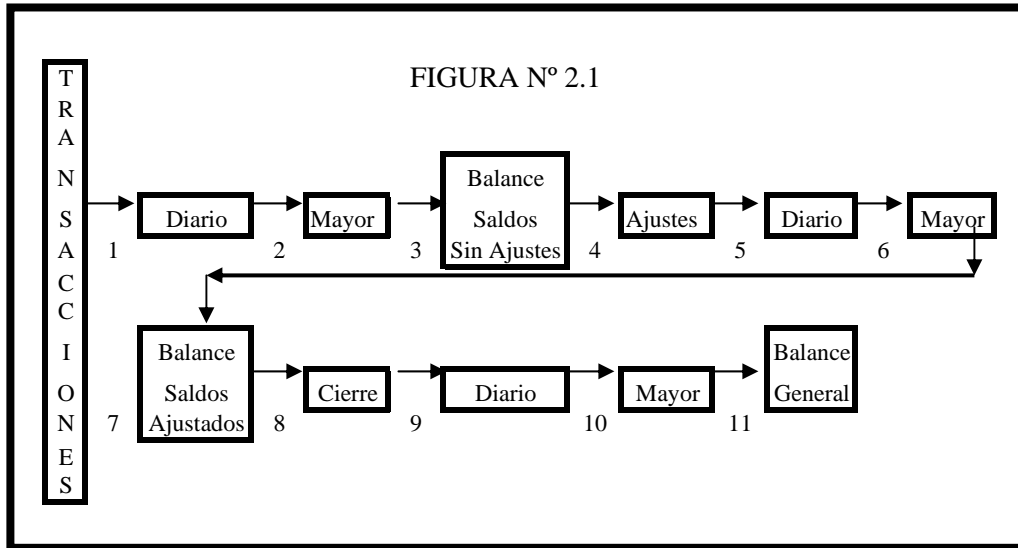 FIGURA Nº 2.1
T
R
A
N
S
A
C
C
I
O
N
E
S
1
Diario
2
Mayor
3
Balance
Saldos
Sin Ajustes
4
Ajustes
5
Diario
6
Mayor
7
Balance
Saldos
Ajustados
8
Cierre
9
Diario
10
Mayor
11
Balance
General